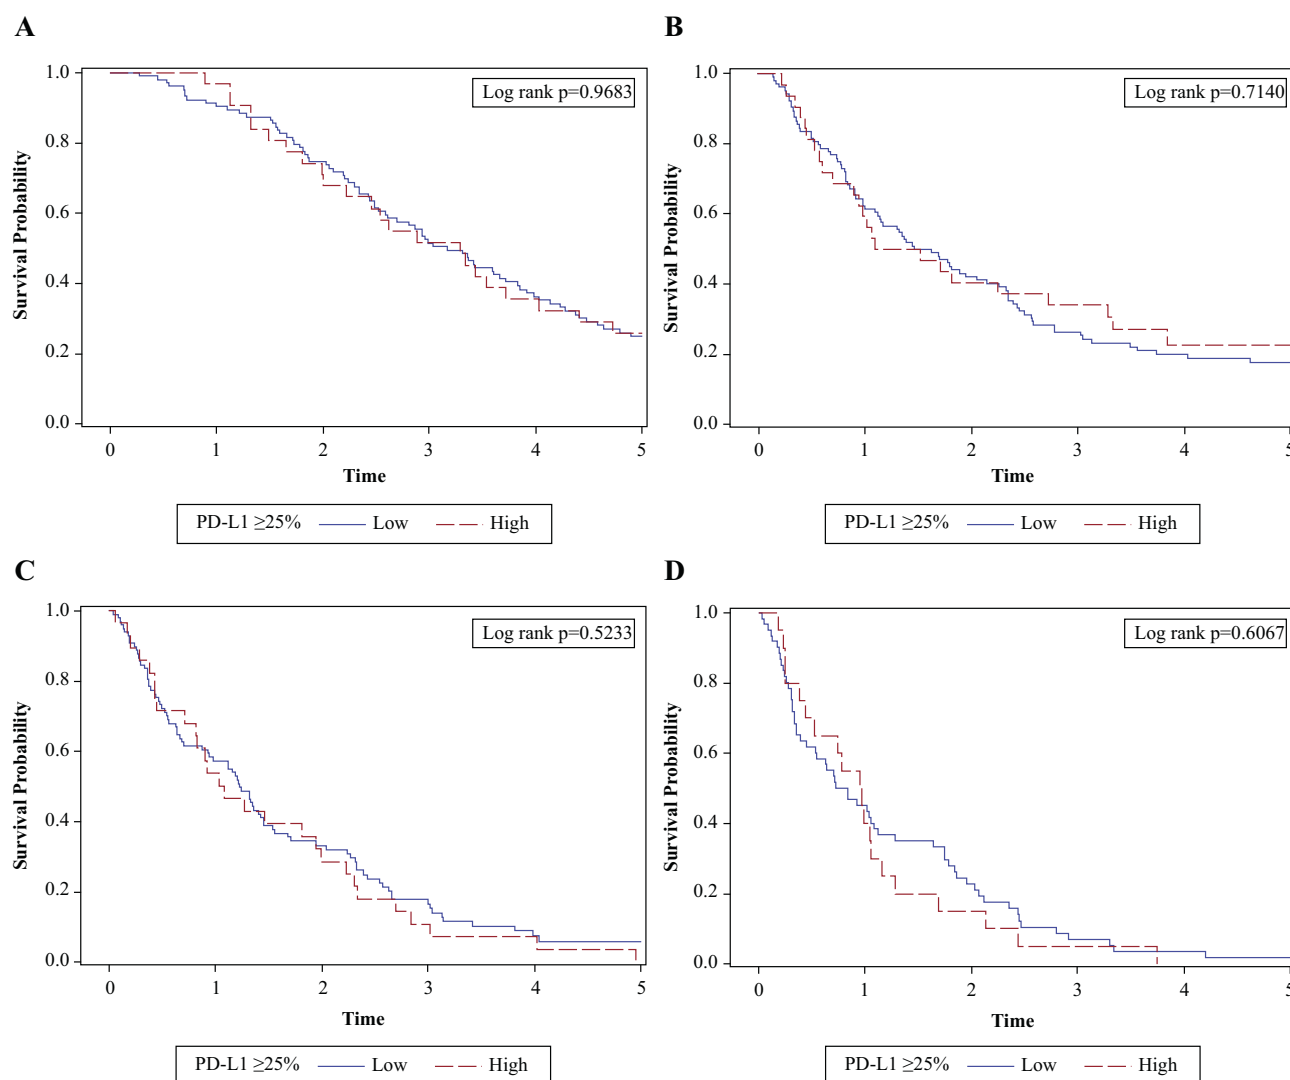 A
Log rank p=0.9683
Survival Probability
1.0
0.8
0.6
0.4
0.2
0.0
0 1 2 3 4 5
Time
PD-L1 ≥25% Low High
B
Log rank p=0.7140
Survival Probability
1.0
0.8
0.6
0.4
0.2
0.0
0 1 2 3 4 5
Time
PD-L1 ≥25% Low High
C
Log rank p=0.5233
Survival Probability
1.0
0.8
0.6
0.4
0.2
0.0
0 1 2 3 4 5
Time
PD-L1 ≥25% Low High
D
Log rank p=0.6067
Survival Probability
1.0
0.8
0.6
0.4
0.2
0.0
0 1 2 3 4 5
Time
PD-L1 ≥25% Low High